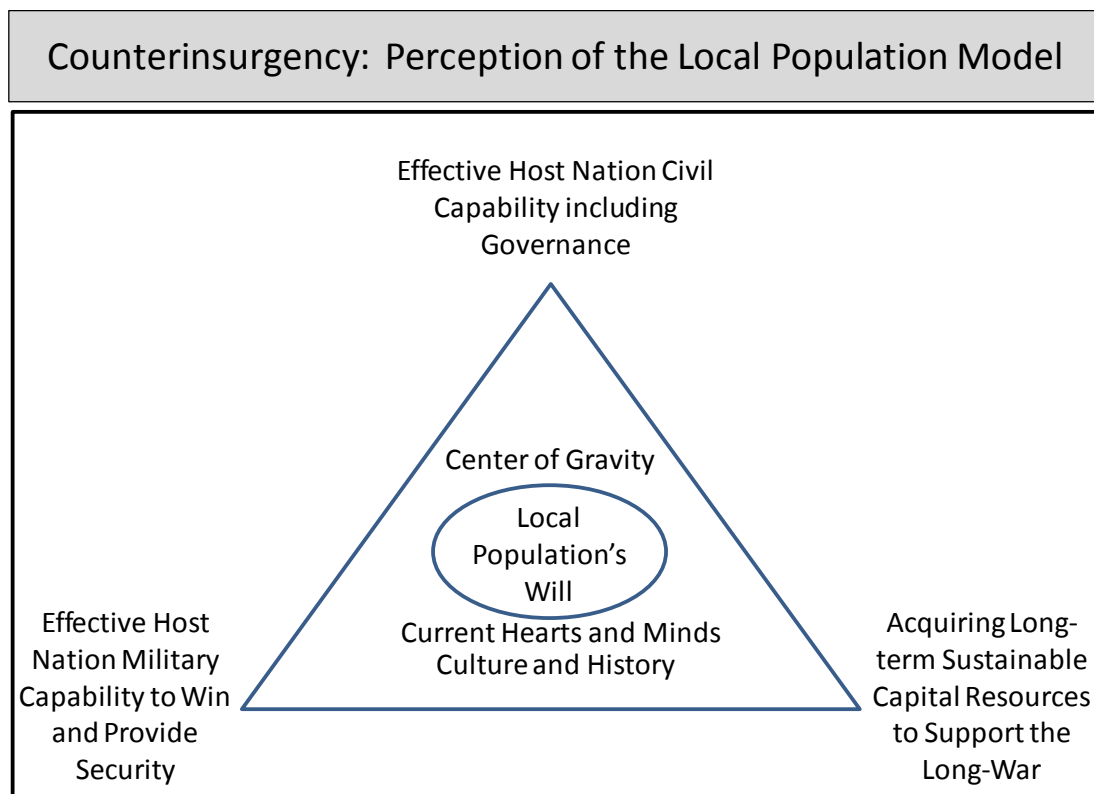 Counterinsurgency: Perception of the Local Population Model
Effective Host Nation Civil
Capability including
Governance
Center of Gravity
Local
Population’s
Will
Current Hearts and Minds
Culture and History
Effective Host
Nation Military
Capability to Win
and Provide
Security
Acquiring Long-
term Sustainable
Capital Resources
to Support the
Long-War